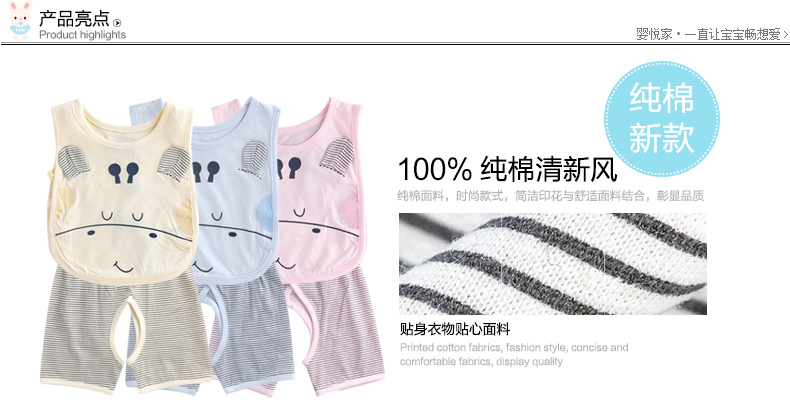 产品亮点
Product highlights
婴悦家·一直让宝宝畅想爱
纯棉
新款
100% 纯棉清新风
纯棉面料，时尚款式，简洁印花与舒适面料结合，彰显品质
贴身衣物贴心面料
Printed cotton fabrics, fashion style, concise and
comfortable fabrics, display quality